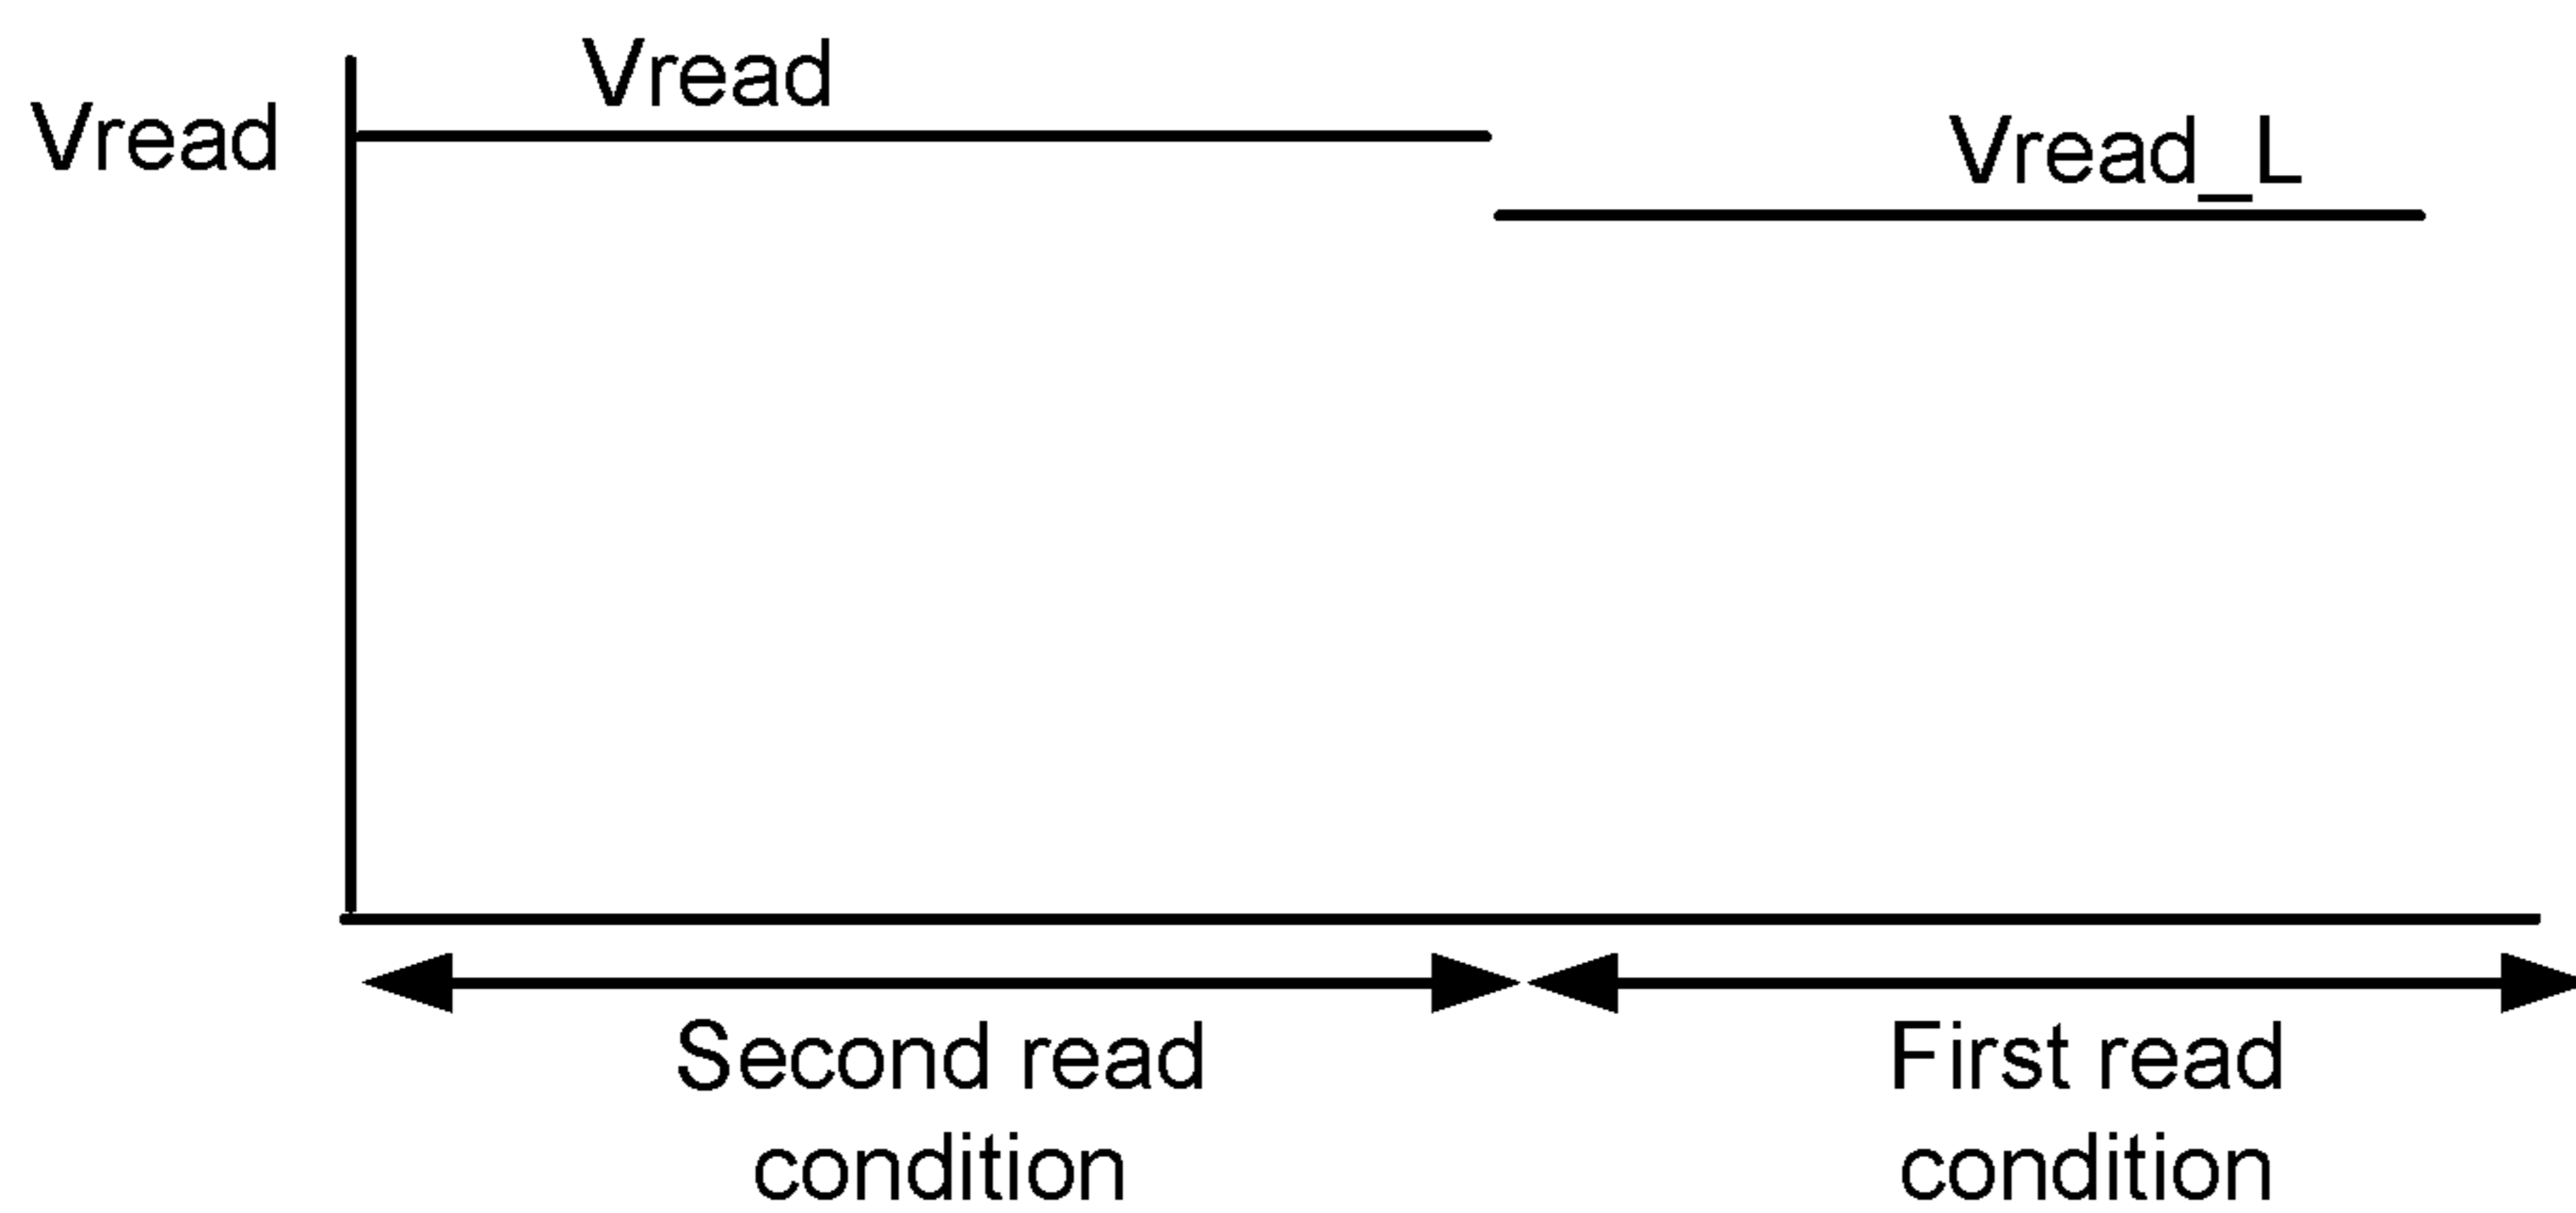 Vread
Vread
Vread_L
Second read
condition
First read
condition